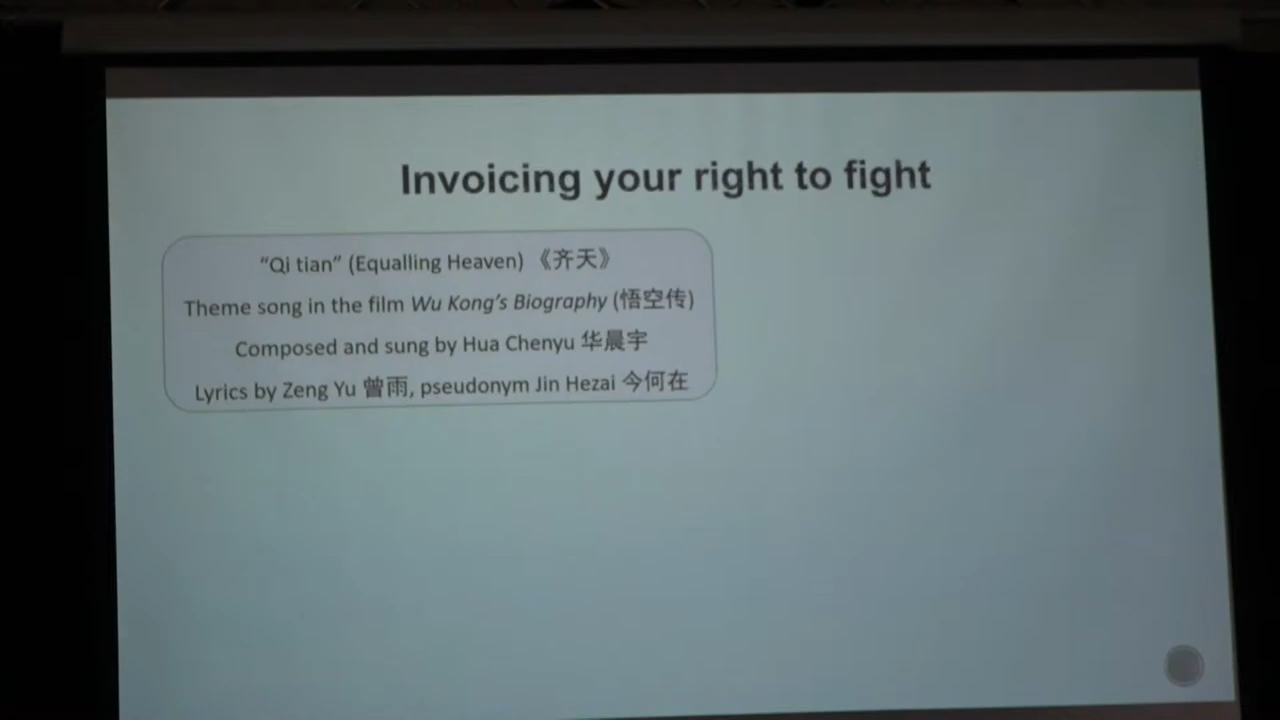 Invoicing your right to fight
“Qi tian” (Equalling Heaven) 《齐天》
Theme song in the film Wu Kong’s Biography (悟空传)
Composed and sung by Hua Chenyu 华晨宇
Lyrics by Zeng Yu 曾雨, pseudonym Jin Hezai 今何在